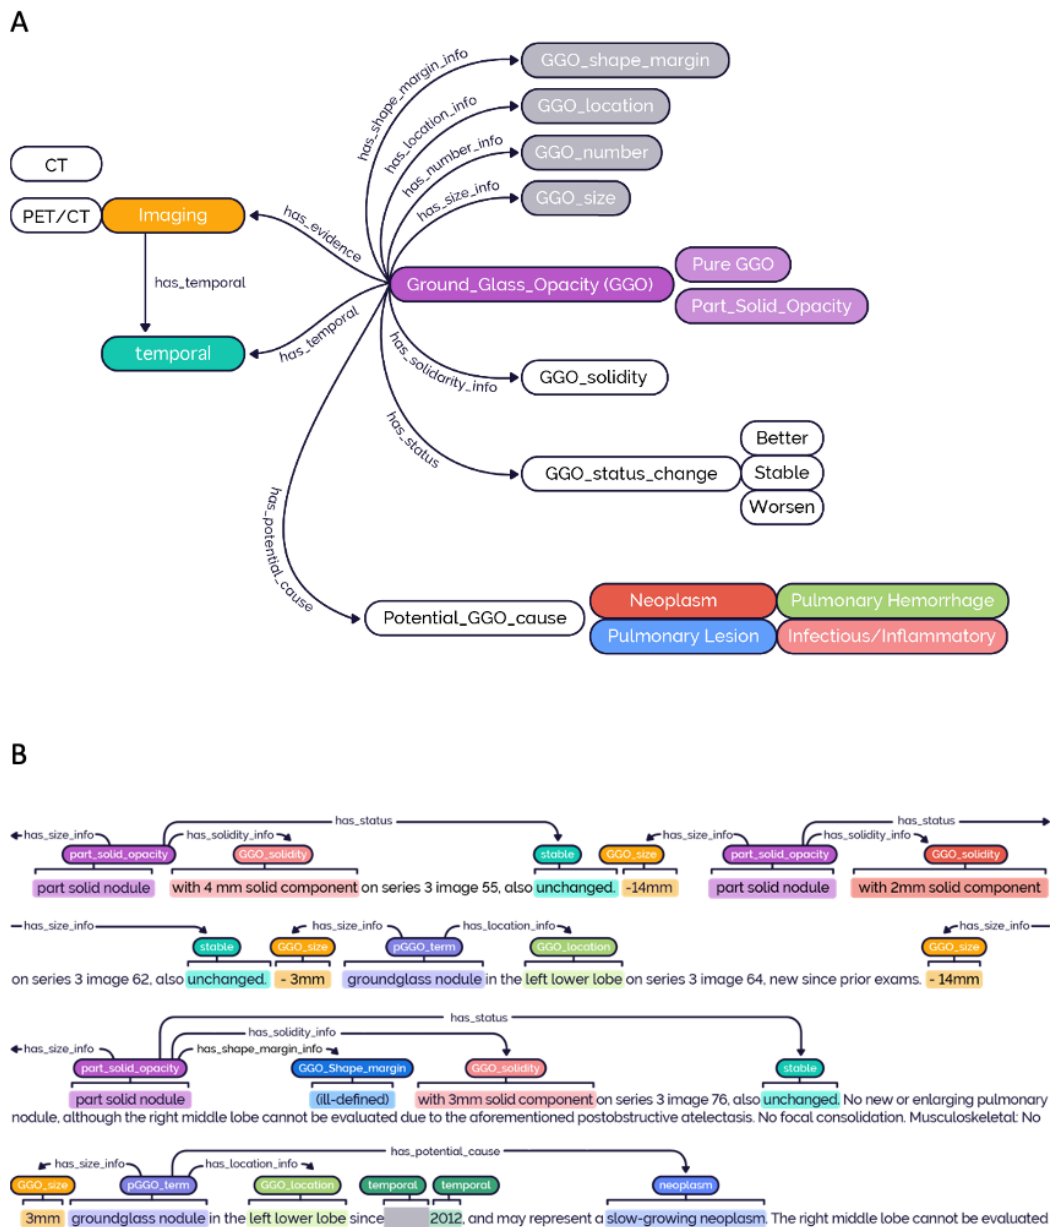 A
GGO_shape_margin
has_shape_margin_info
GGO_location
has_location_info
GGO_number
has_number_info
GGO_size
has_size_info
CT
PET/CT
Imaging
has_evidence
has_temporal
Ground_Glass_Opacity (GGO)
Pure GGO
Part_Solid_Opacity
temporal
has_temporal
has_solidarity_info
GGO_solidity
has_status
GGO_status_change
Better
Stable
Worsen
has_potential_cause
Potential_GGO_cause
Neoplasm
Pulmonary Hemorrhage
Pulmonary Lesion
Infectious/Inflammatory
B
has_status has_status
has_size_info has_solidity_info has_size_info has_solidity_info
part_solid_opacity GGO_solidity stable GGO_size part_solid_opacity GGO_solidity
part solid nodule with 4 mm solid component on series 3 image 55, also unchanged. -14mm part solid nodule with 2mm solid component
has_size_info has_size_info has_location_info has_size_info
stable GGO_size pGGO_term GGO_location GGO_size
on series 3 image 62, also unchanged. - 3mm groundglass nodule in the left lower lobe on series 3 image 64, new since prior exams. - 14mm
has_status
has_solidity_info
has_size_info has_shape_margin_info
part_solid_opacity GGO_Shape_margin GGO_solidity stable
part solid nodule (ill-defined) with 3mm solid component on series 3 image 76, also unchanged. No new or enlarging pulmonary
nodule, although the right middle lobe cannot be evaluated due to the aforementioned postobstructive atelectasis. No focal consolidation. Musculoskeletal: No
has_potential_cause
has_size_info has_location_info
GGO_size pGGO_term GGO_location temporal temporal neoplasm
3mm groundglass nodule in the left lower lobe since 2012, and may represent a slow-growing neoplasm. The right middle lobe cannot be evaluated